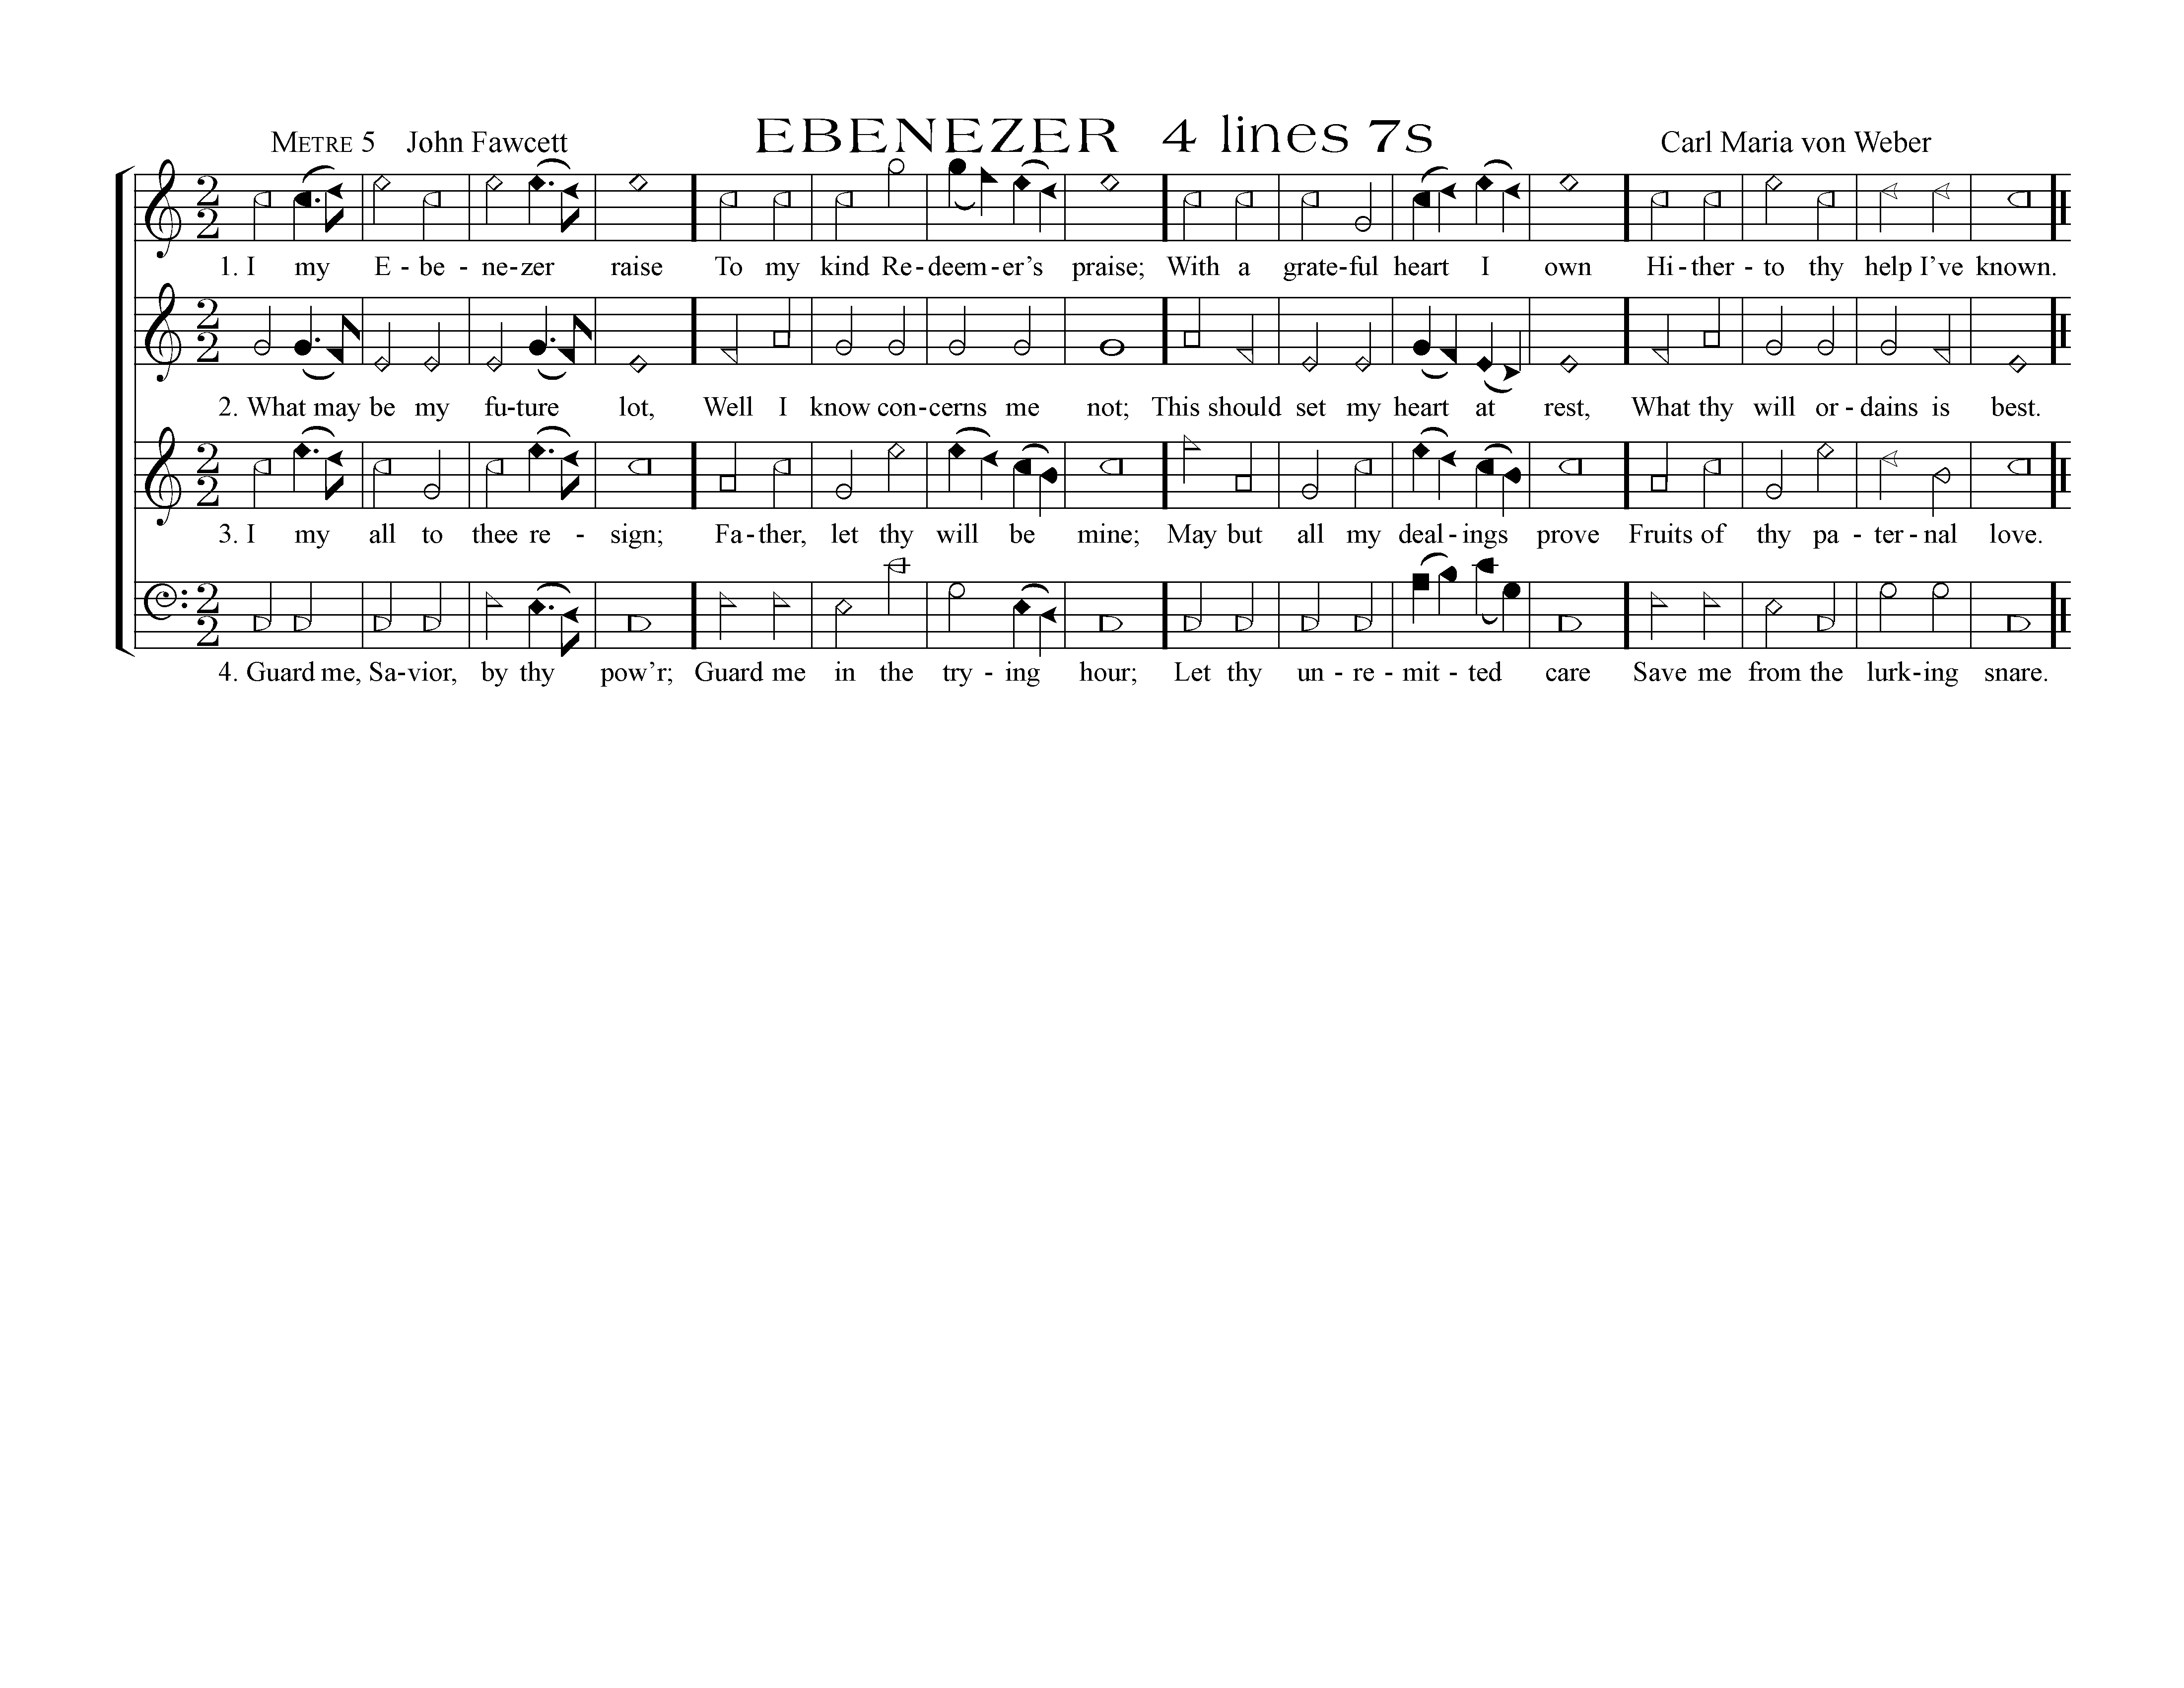 METRE 5 John Fawcett EBENEZER 4 lines 7s Carl Maria von Weber
1. I my E - be - ne - zer raise To my kind Re - deem - er’s praise; With a grate - ful heart I own Hi - ther - to thy help I’ve known.
2. What may be my fu - ture lot, Well I know con - cerns me not; This should set my heart at rest, What thy will or - dains is best.
3. I my all to thee re - sign; Fa - ther, let thy will be mine; May but all my deal - ings prove Fruits of thy pa - ter - nal love.
4. Guard me, Sa - vior, by thy pow’r; Guard me in the try - ing hour; Let thy un - re - mit - ted care Save me from the lurk - ing snare.